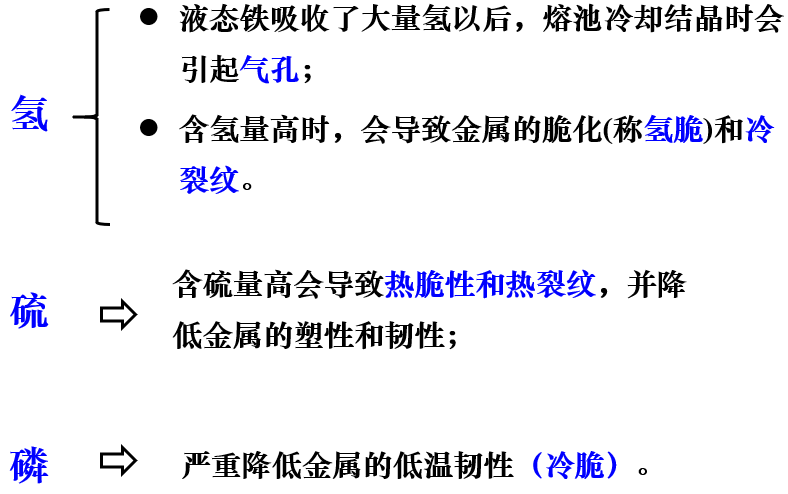 氢
● 液态铁吸收了大量氢以后，熔池冷却结晶时会
引起气孔；
● 含氢量高时，会导致金属的脆化(称氢脆)和冷
裂纹。
硫
含硫量高会导致热脆性和热裂纹，并降
低金属的塑性和韧性；
磷
严重降低金属的低温韧性（冷脆）。